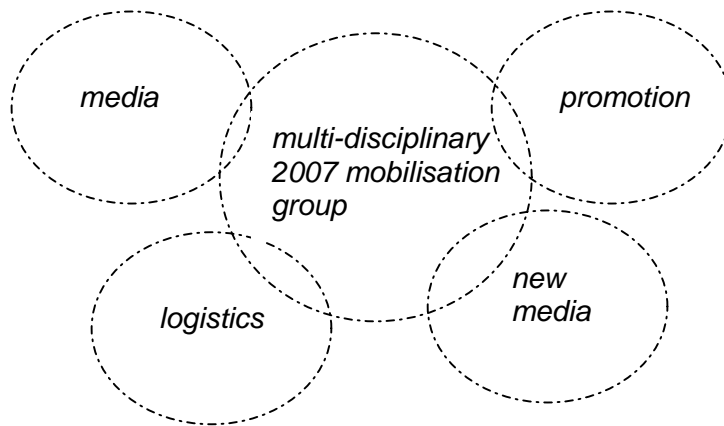 media
promotion
multi-disciplinary
2007 mobilisation
group
new
media
logistics